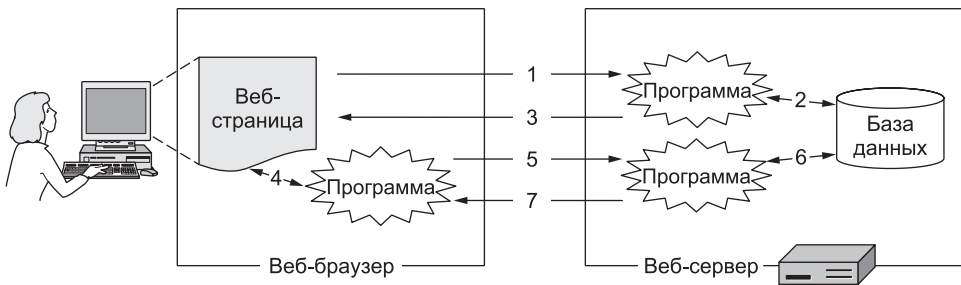 Веб-
страница
1
3
5
7
4
Программа
Программа
2
База
данных
6
Программа
Веб-браузер
Веб-сервер